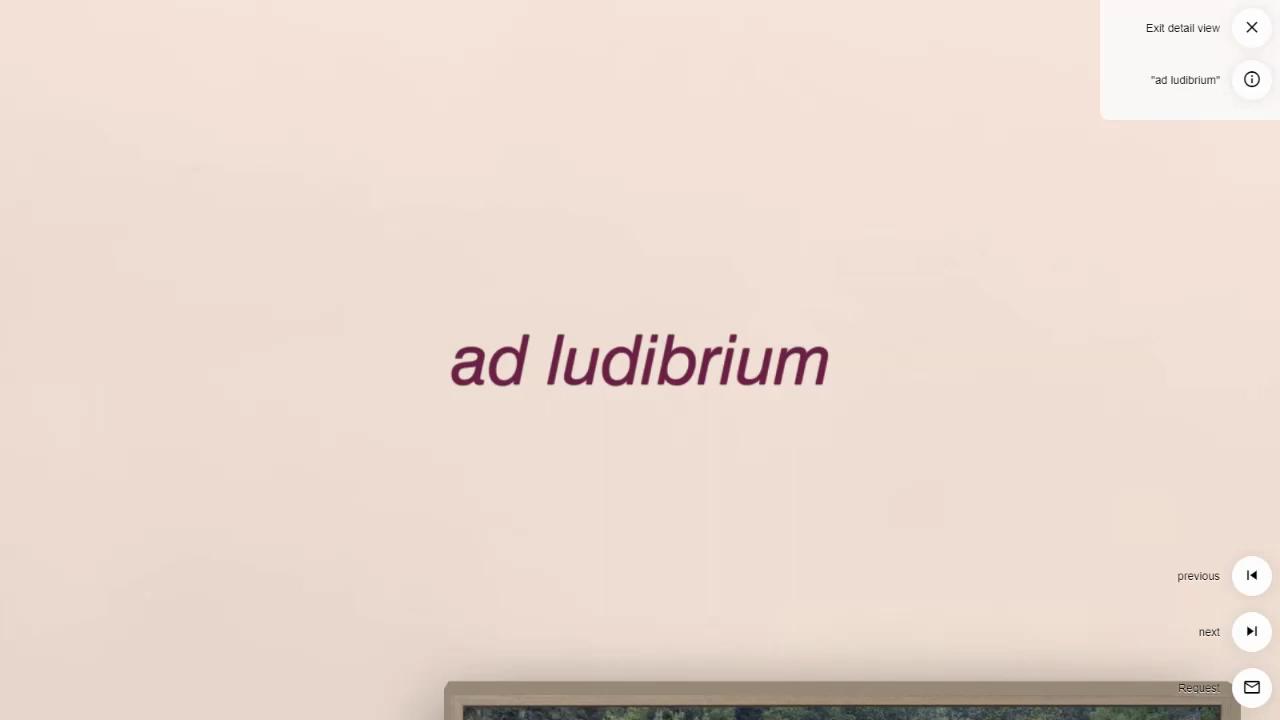 Exit detail view
"ad ludibrium"
ad ludibrium
previous
next
Request